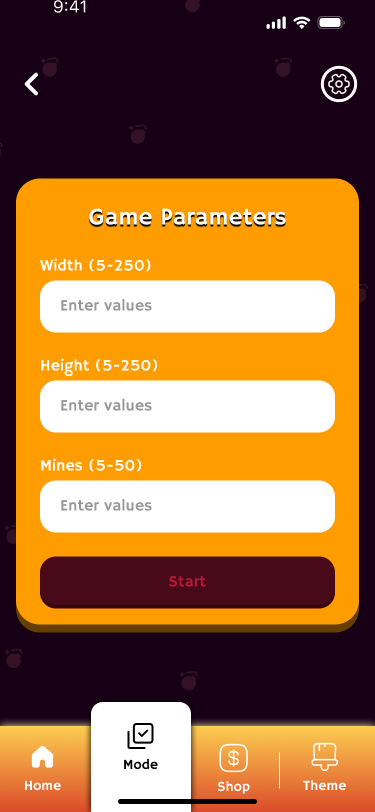 9:41
Game Parameters
Width (5-250)
Enter values
Height (5-250)
Enter values
Mines (5-50)
Enter values
Start
Home
Mode
Shop
Theme